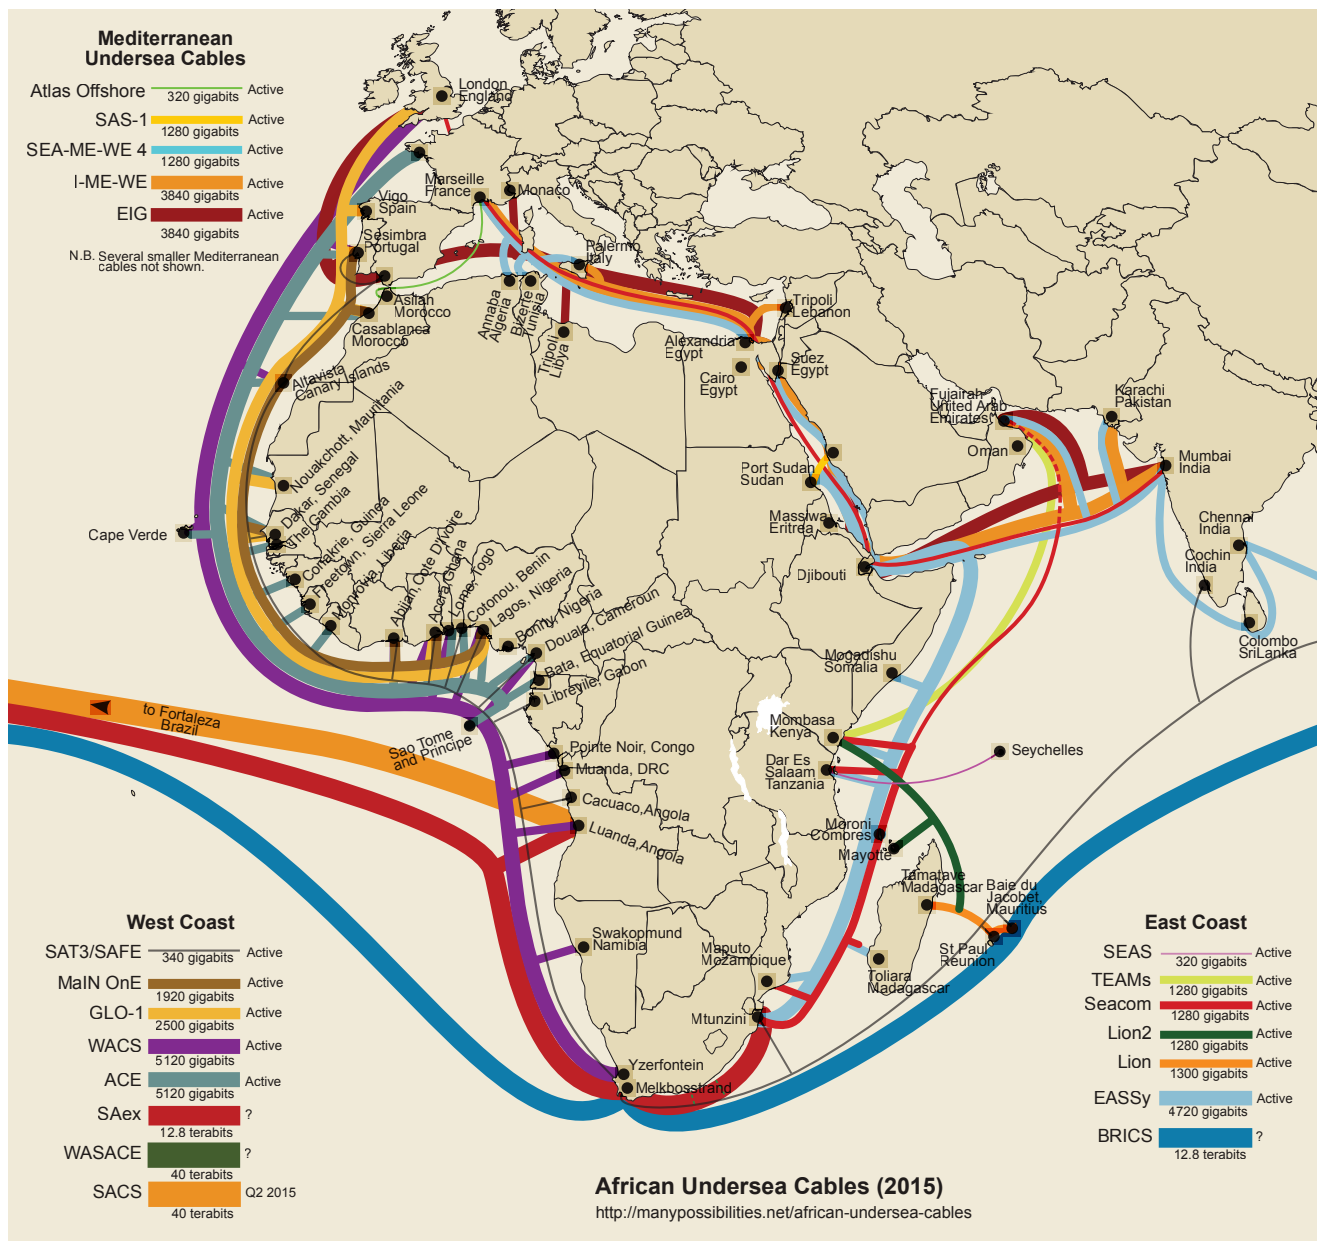 Mediterranean
Undersea Cables
Atlas Offshore
320 gigabits
Active
SAS-1
1280 gigabits
Active
SEA-ME-WE 4
1280 gigabits
Active
I-ME-WE
3840 gigabits
Active
EIG
3840 gigabits
Active
N.B. Several smaller Mediterranean
cables not shown.
London
England
Marseille
France
Monaco
Vigo
Spain
Sesimbra
Portugal
Palermo
Italy
Asilah
Morocco
Casablanca
Morocco
Annaba
Algeria
Bizerte
Tunisia
Tripoli
Libya
Tripoli
Lebanon
Alexandria
Egypt
Cairo
Egypt
Suez
Egypt
Altavista
Canary Islands
Fujairah
United Arab
Emirates
Oman
Karachi
Pakistan
Mumbai
India
Port Sudan
Sudan
Massiwa
Eritrea
Djibouti
Chennai
India
Cochin
India
Colombo
SriLanka
Cape Verde
Nouakchott, Mauritania
Dakar, Senegal
The Gambia
Conakrie, Guinea
Freetown, Sierra Leone
Monrovia, Liberia
Abijan, Cote D'Ivoire
Accra, Ghana
Lome, Togo
Cotonou, Benin
Lagos, Nigeria
Bonny, Nigeria
Douala, Cameroun
Bata, Equatorial Guinea
Libreville, Gabon
Sao Tome
and Principe
to Fortaleza
Brazil
Pointe Noir, Congo
Muanda, DRC
Cacuaco,Angola
Luanda,Angola
Mogadishu
Somalia
Mombasa
Kenya
Dar Es
Salaam
Tanzania
Seychelles
Moroni
Comores
Mayotte
Tamatave
Madagascar
Baie du
Jacobet,
Mauritius
St Paul
Reunion
Toliara
Madagascar
Maputo
Mozambique
Swakopmund
Namibia
Mtunzini
Yzerfontein
Melkbosstrand
West Coast
SAT3/SAFE
340 gigabits
Active
MaIN OnE
1920 gigabits
Active
GLO-1
2500 gigabits
Active
WACS
5120 gigabits
Active
ACE
5120 gigabits
Active
SAex
12.8 terabits
?
WASACE
40 terabits
?
SACS
40 terabits
Q2 2015
East Coast
SEAS
320 gigabits
Active
TEAMs
1280 gigabits
Active
Seacom
1280 gigabits
Active
Lion2
1280 gigabits
Active
Lion
1300 gigabits
Active
EASSy
4720 gigabits
Active
BRICS
12.8 terabits
?
African Undersea Cables (2015)
http://manypossibilities.net/african-undersea-cables